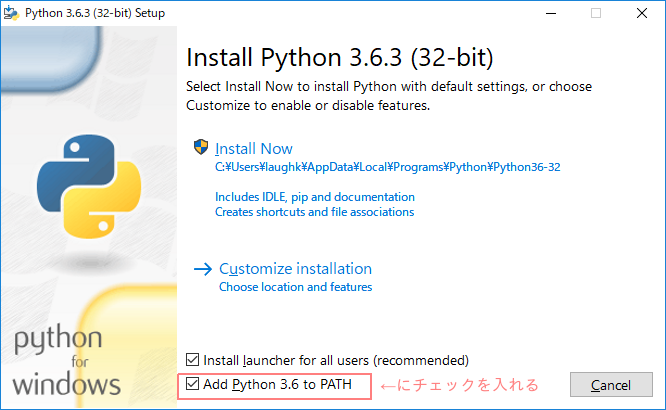 Python 3.6.3 (32-bit) Setup
Install Python 3.6.3 (32-bit)
Select Install Now to install Python with default settings, or choose
Customize to enable or disable features.
Install Now
C:¥Users¥laughk¥AppData¥Local¥Programs¥Python¥Python36-32
Includes IDLE, pip and documentation
Creates shortcuts and file associations
Customize installation
Choose location and features
python
for
windows
Install launcher for all users (recommended)
Add Python 3.6 to PATH ←にチェックを入れる
Cancel